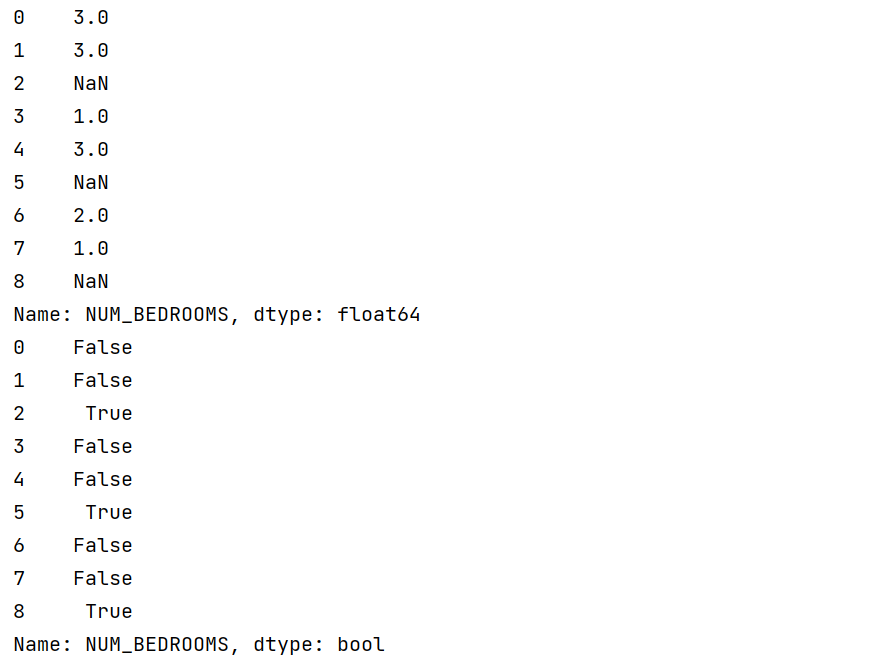 0    3.0
1    3.0
2    NaN
3    1.0
4    3.0
5    NaN
6    2.0
7    1.0
8    NaN
Name: NUM_BEDROOMS, dtype: float64
0    False
1    False
2     True
3    False
4    False
5     True
6    False
7    False
8     True
Name: NUM_BEDROOMS, dtype: bool